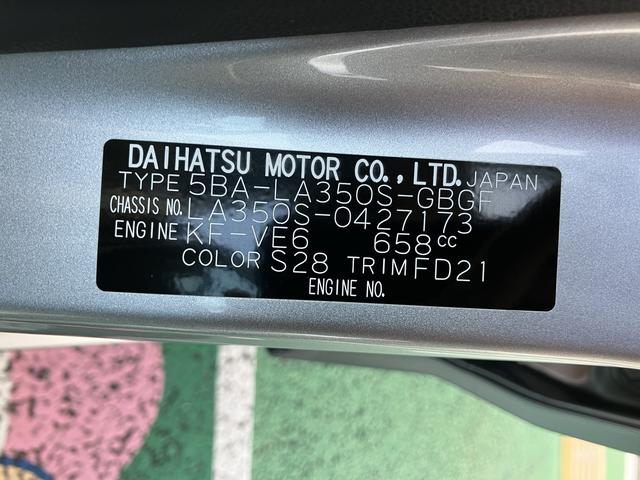 DAIHATSU MOTOR CO.,LTD. JAPAN
TYPE 5BA-LA350S-GBGF
CHASSIS NO. LA350S-0427173
ENGINE KF-VE6 658cc
COLOR S28 TRIM FD21
ENGINE NO.